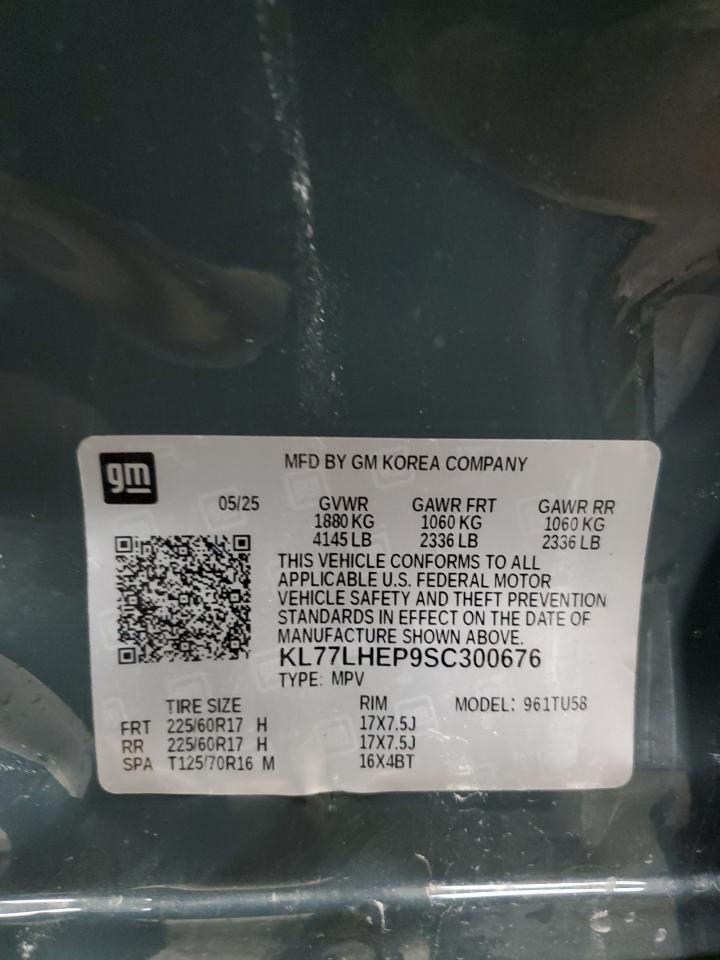 gm
MFD BY GM KOREA COMPANY
05/25 GVWR GAWR FRT GAWR RR
1880 KG 1060 KG 1060 KG
4145 LB 2336 LB 2336 LB
THIS VEHICLE CONFORMS TO ALL
APPLICABLE U.S. FEDERAL MOTOR
VEHICLE SAFETY AND THEFT PREVENTION
STANDARDS IN EFFECT ON THE DATE OF
MANUFACTURE SHOWN ABOVE.
KL77LHEP9SC300676
TYPE: MPV
TIRE SIZE RIM MODEL: 961TU58
FRT 225/60R17 H 17X7.5J
RR 225/60R17 H 17X7.5J
SPA T125/70R16 M 16X4BT